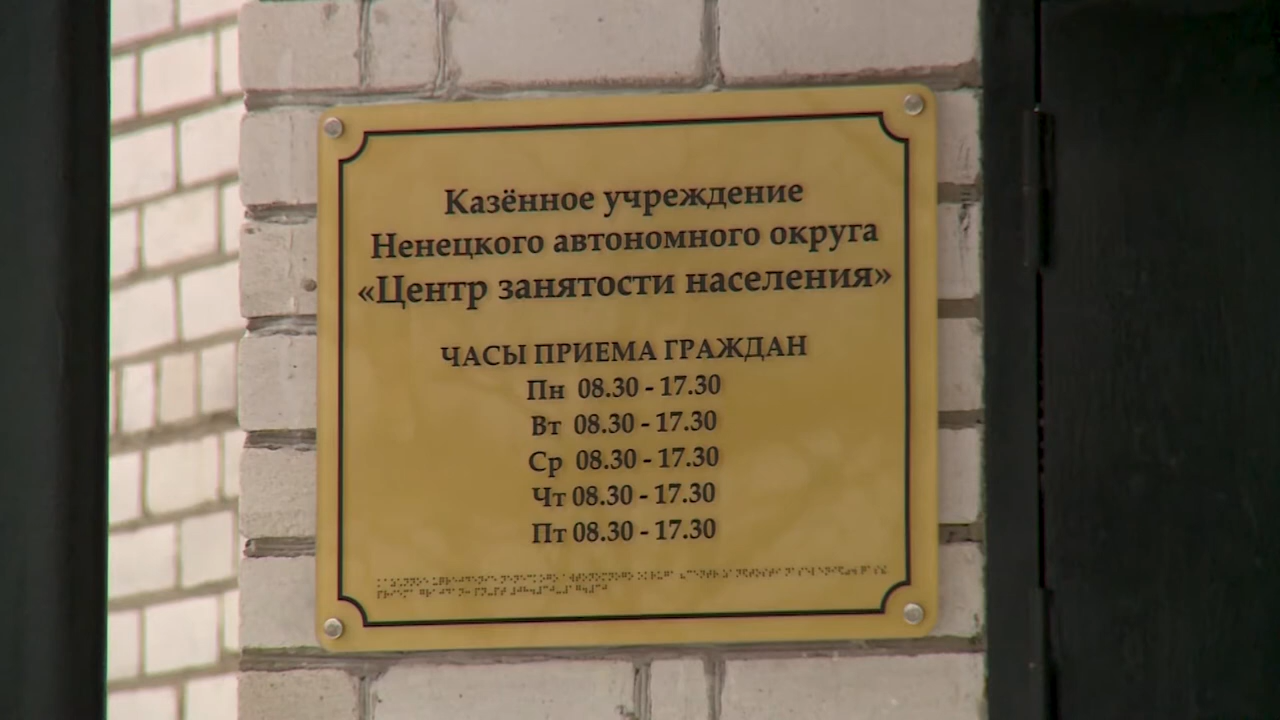 Казённое учреждение
Ненецкого автономного округа
«Центр занятости населения»
ЧАСЫ ПРИЕМА ГРАЖДАН
Пн 08.30 - 17.30
Вт 08.30 - 17.30
Ср 08.30 - 17.30
Чт 08.30 - 17.30
Пт 08.30 - 17.30